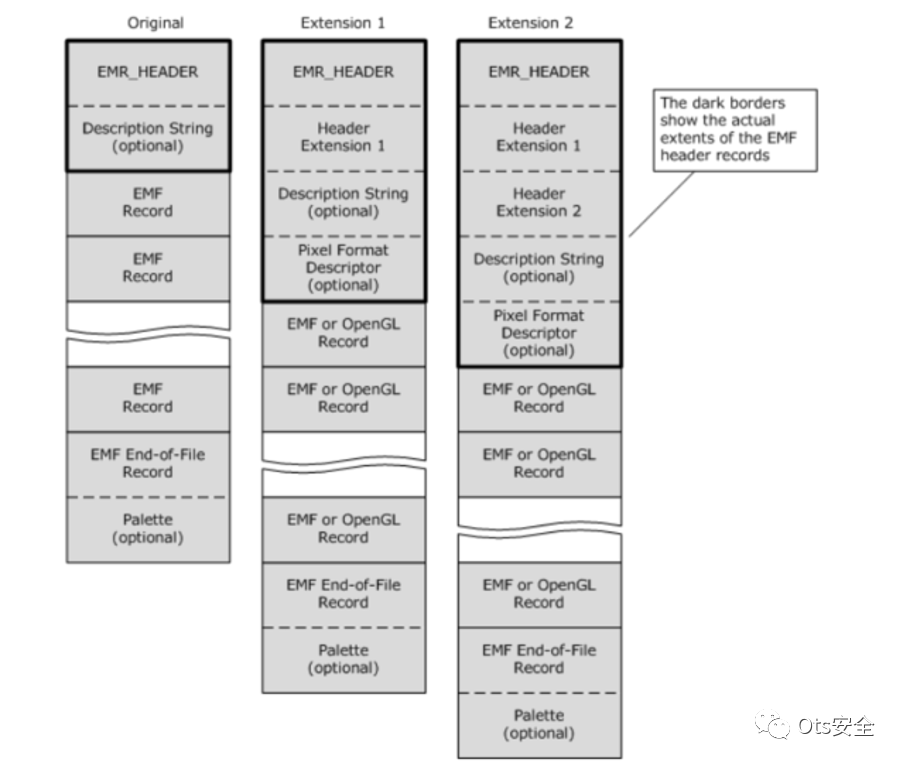 Original
EMR_HEADER
Description String
(optional)
EMF
Record
EMF
Record
EMF
Record
EMF End-of-File
Record
Palette
(optional)
Extension 1
EMR_HEADER
Header
Extension 1
Description String
(optional)
Pixel Format
Descriptor
(optional)
EMF or OpenGL
Record
EMF or OpenGL
Record
EMF or OpenGL
Record
EMF End-of-File
Record
Palette
(optional)
Extension 2
EMR_HEADER
Header
Extension 1
Header
Extension 2
Description String
(optional)
Pixel Format
Descriptor
(optional)
EMF or OpenGL
Record
EMF or OpenGL
Record
EMF or OpenGL
Record
EMF End-of-File
Record
Palette
(optional)
The dark borders
show the actual
extents of the EMF
header records
Ots安全